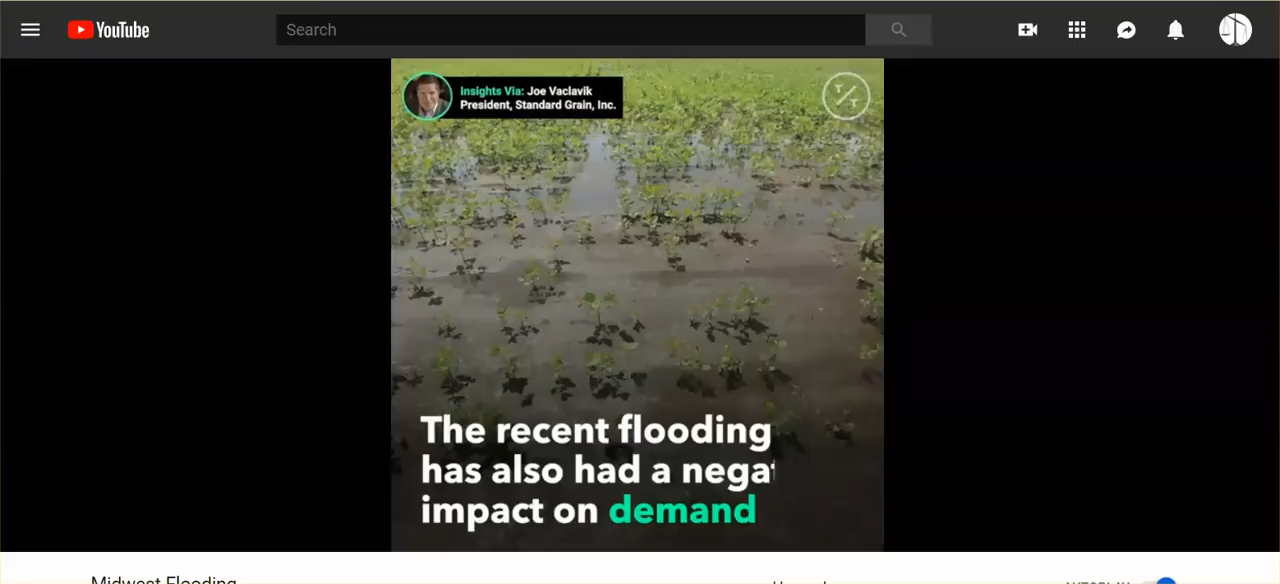 YouTube
Search
Insights Via: Joe Vaclavik
President, Standard Grain, Inc.
T/T
The recent flooding
has also had a negat
impact on demand
Midwest Flooding